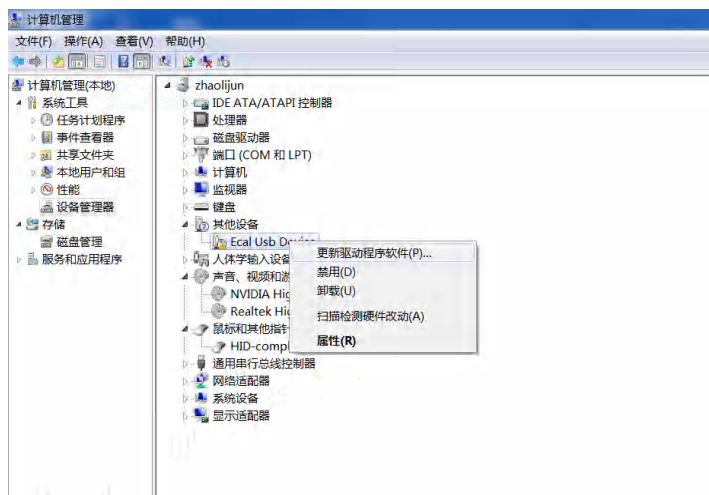 计算机管理
文件(F) 操作(A) 查看(V) 帮助(H)
计算机管理(本地)
系统工具
任务计划程序
事件查看器
共享文件夹
本地用户和组
性能
设备管理器
存储
磁盘管理
服务和应用程序
zhaolijun
IDE ATA/ATAPI 控制器
处理器
磁盘驱动器
端口 (COM 和 LPT)
计算机
监视器
键盘
其他设备
Ecal Usb Device
人体学输入设备
声音、视频和游
NVIDIA Hig
Realtek Hig
鼠标和其他指针
HID-compl
通用串行总线控制器
网络适配器
系统设备
显示适配器
更新驱动程序软件(P)...
禁用(D)
卸载(U)
扫描检测硬件改动(A)
属性(R)